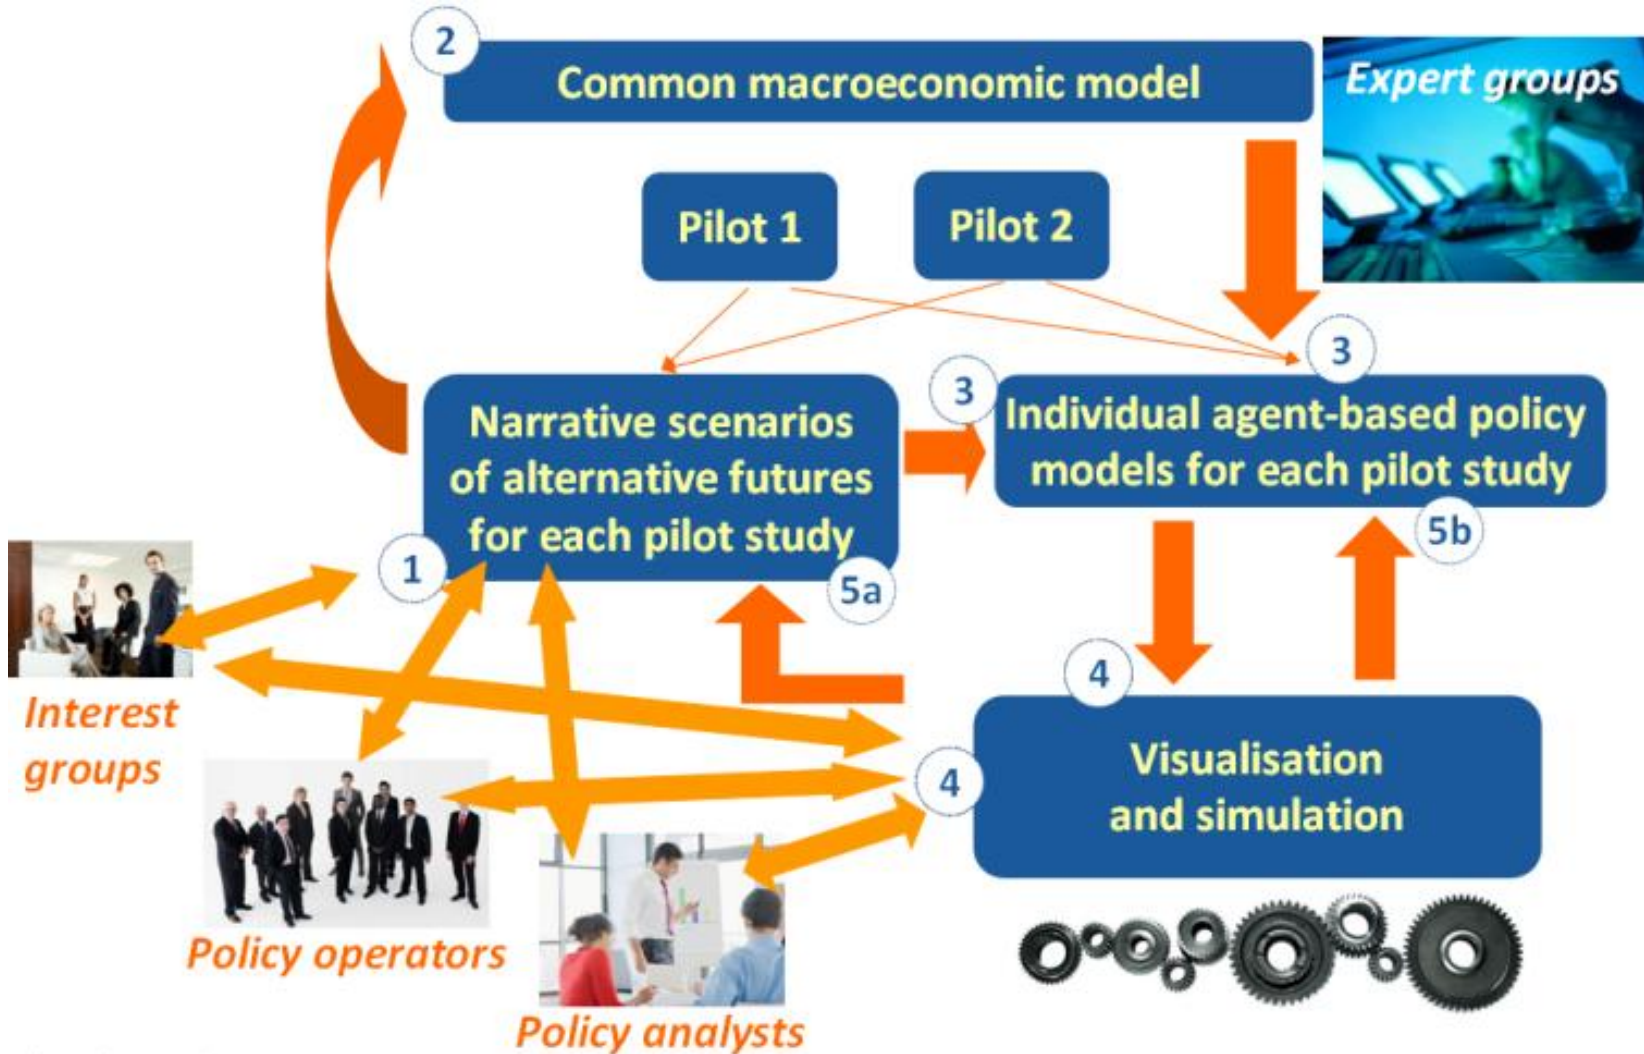 2
Common macroeconomic model
Expert groups
Pilot 1
Pilot 2
3
3
Narrative scenarios
of alternative futures
for each pilot study
Individual agent-based policy
models for each pilot study
1
5a
5b
4
4
Interest
groups
Visualisation
and simulation
Policy operators
Policy analysts